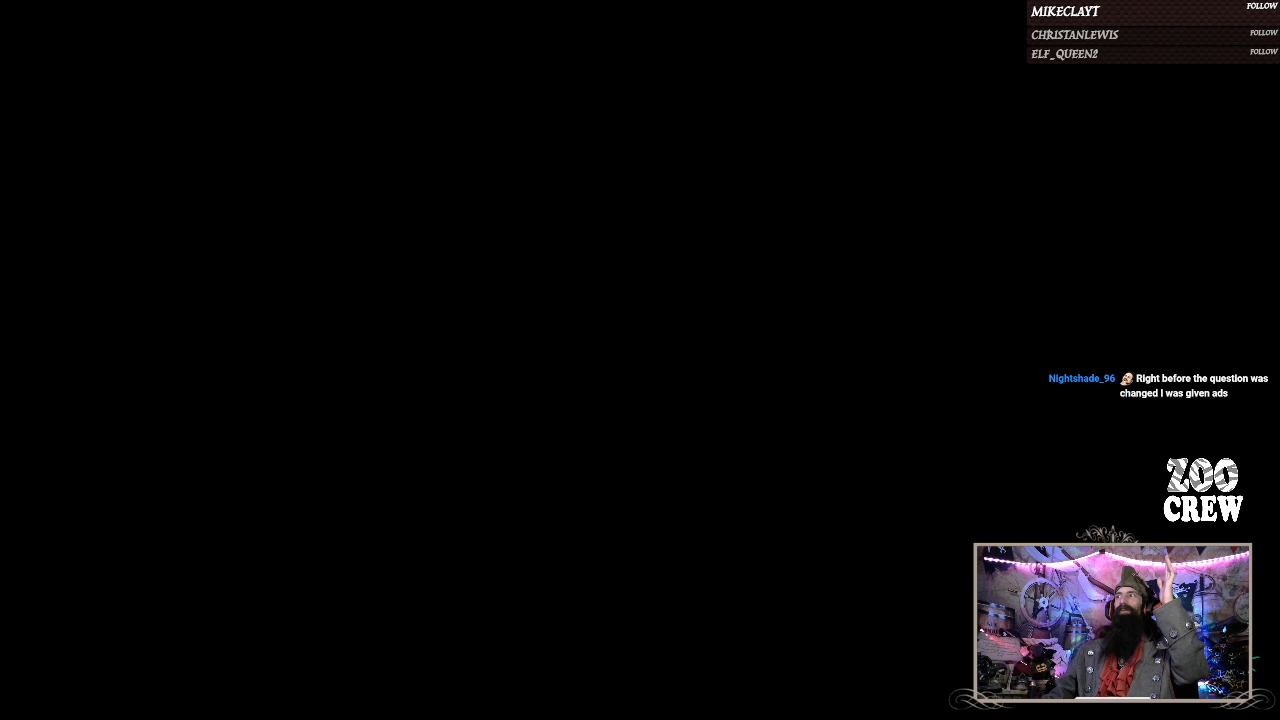 MIKECLAYT FOLLOW
CHRISTANLEWIS FOLLOW
ELF_QUEEN2 FOLLOW
Nightshade_96 Right before the question was
changed I was given ads
ZOO
CREW